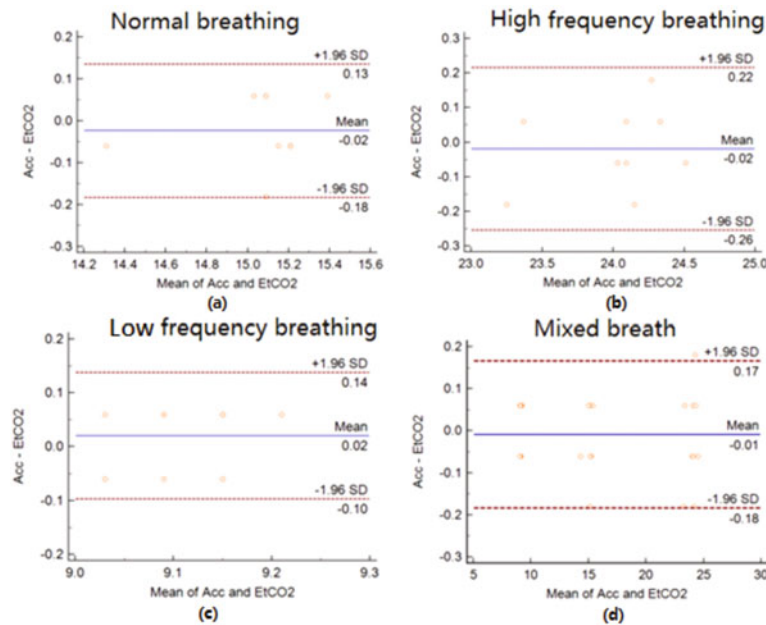 Normal breathing
0.2
0.1
0.0
-0.1
-0.2
-0.3
Acc - EtCO2
+1.96 SD
0.13
Mean
-0.02
-1.96 SD
-0.18
14.2 14.4 14.6 14.8 15.0 15.2 15.4 15.6
Mean of Acc and EtCO2
(a)
High frequency breathing
0.3
0.2
0.1
0.0
-0.1
-0.2
-0.3
Acc - EtCO2
+1.96 SD
0.22
Mean
-0.02
-1.96 SD
-0.26
23.0 23.5 24.0 24.5 25.0
Mean of Acc and EtCO2
(b)
Low frequency breathing
0.2
0.1
0.0
-0.1
-0.2
Acc - EtCO2
+1.96 SD
0.14
Mean
0.02
-1.96 SD
-0.10
9.0 9.1 9.2 9.3
Mean of Acc and EtCO2
(c)
Mixed breath
0.2
0.1
0.0
-0.1
-0.2
-0.3
Acc - EtCO2
+1.96 SD
0.17
Mean
-0.01
-1.96 SD
-0.18
5 10 15 20 25 30
Mean of Acc and EtCO2
(d)